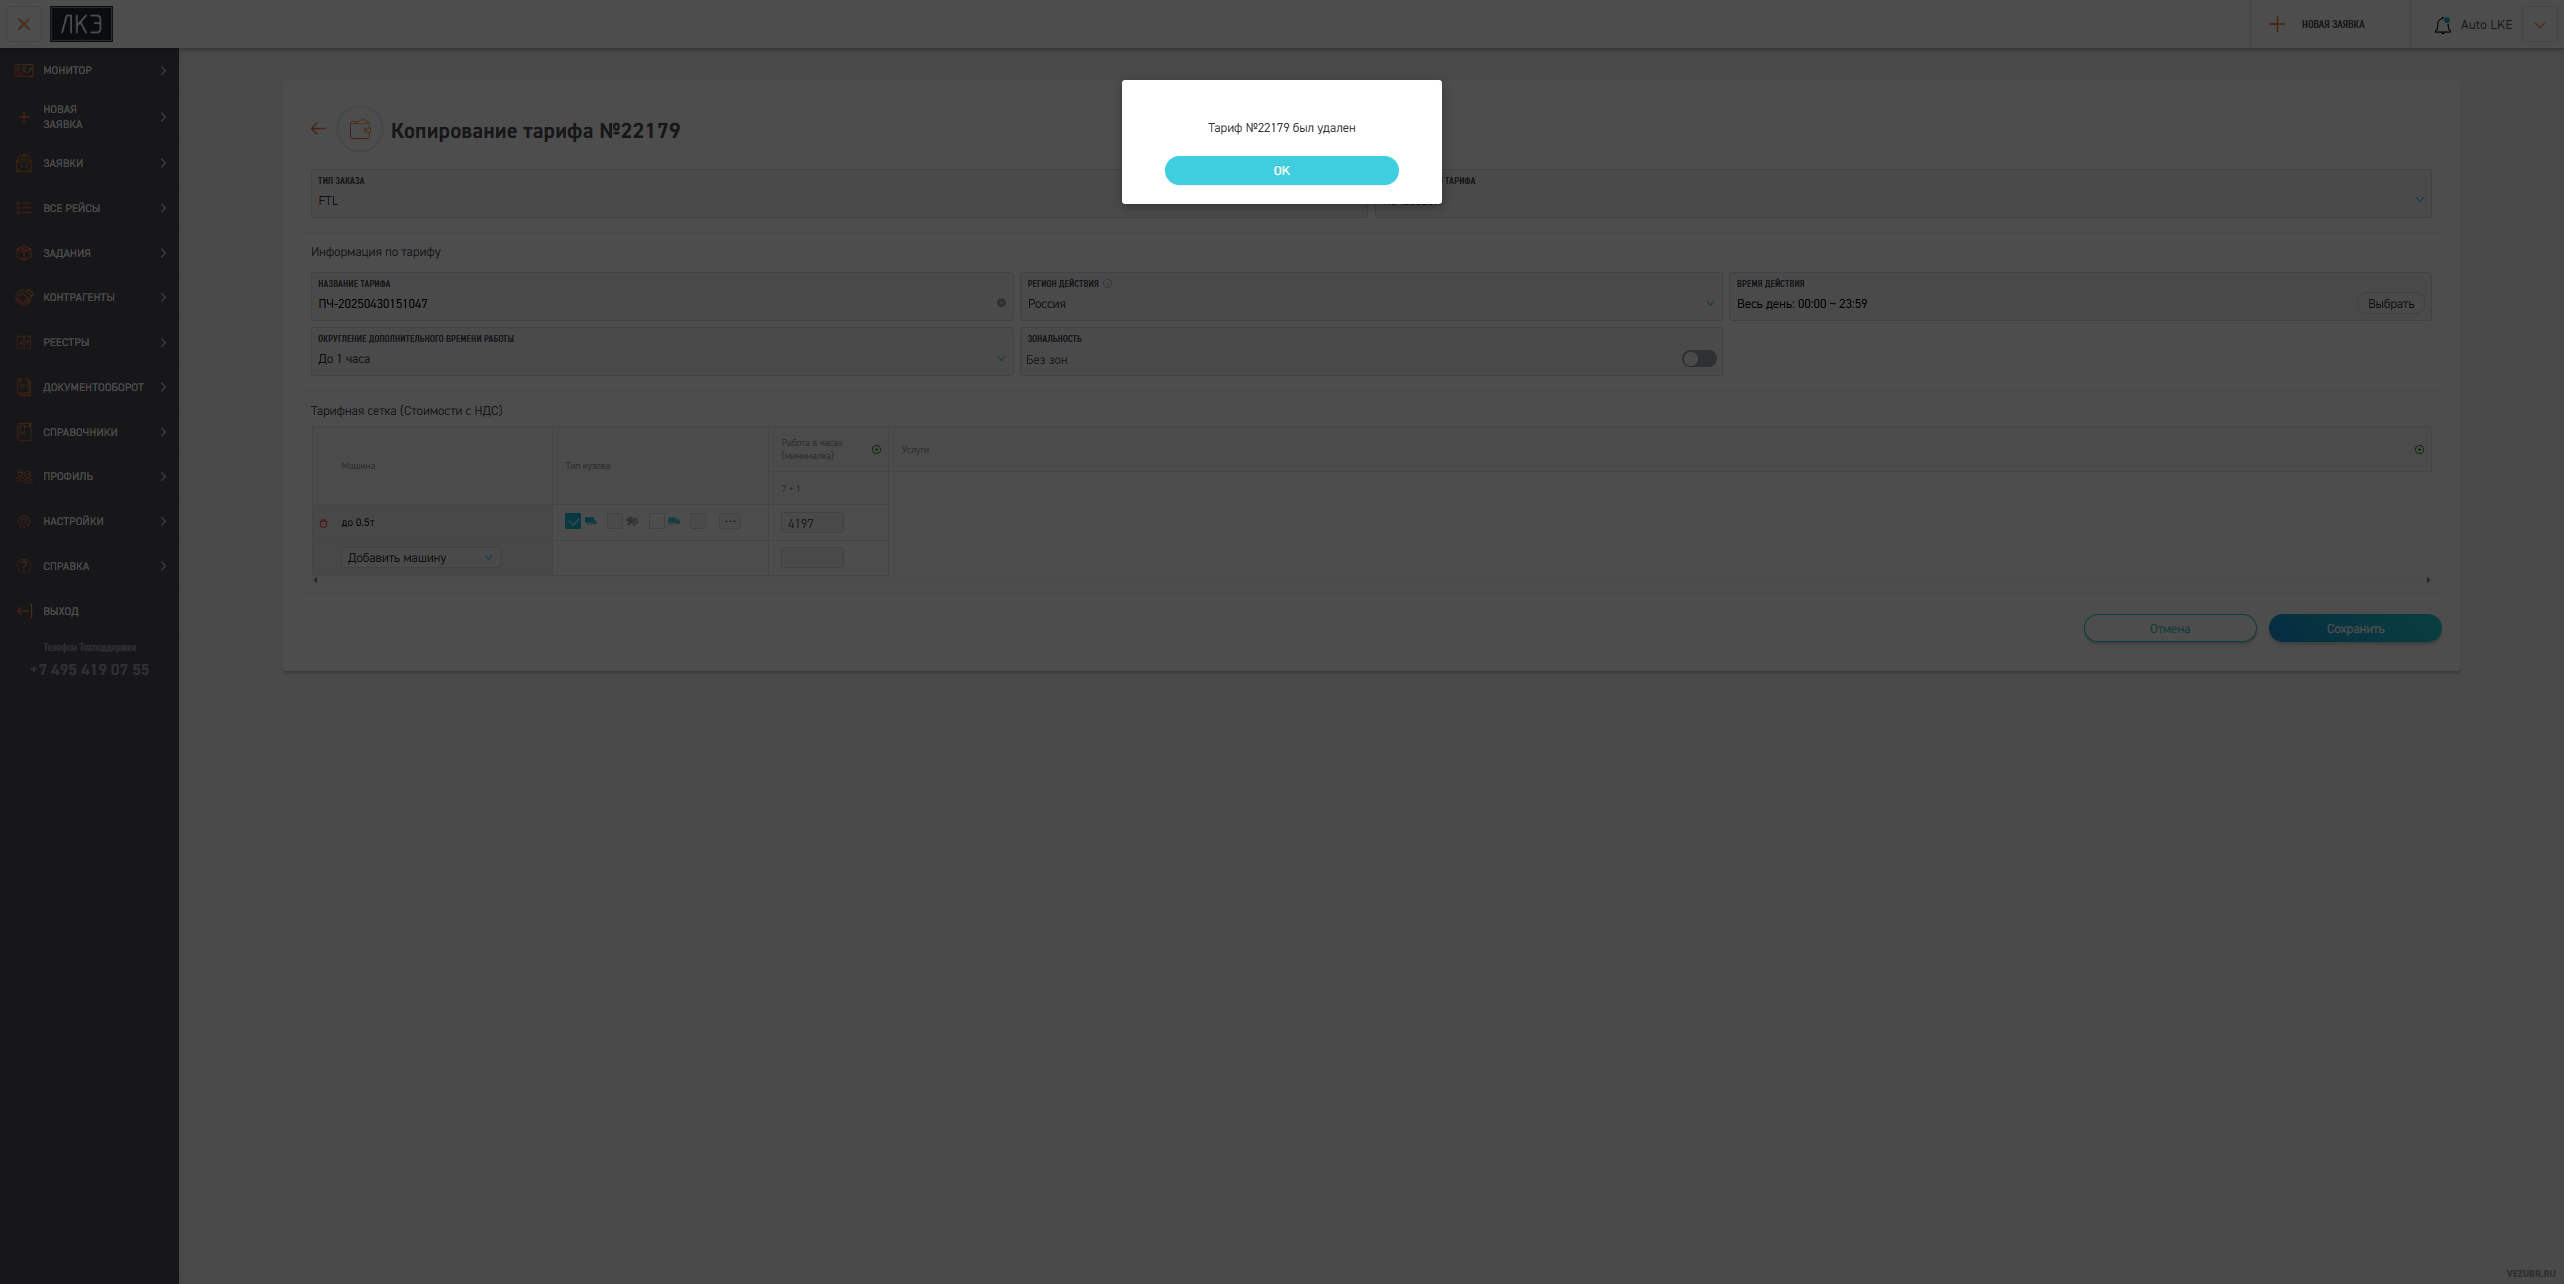 ЛКЭ
НОВАЯ ЗАЯВКА
Auto LKE
МОНИТОР
НОВАЯ
ЗАЯВКА
ЗАЯВКИ
ВСЕ РЕЙСЫ
ЗАДАНИЯ
КОНТРАГЕНТЫ
РЕЕСТРЫ
ДОКУМЕНТООБОРОТ
СПРАВОЧНИКИ
ПРОФИЛЬ
НАСТРОЙКИ
СПРАВКА
ВЫХОД
Телефон Техподдержки
+7 495 419 07 55
Тариф №22179 был удален
OK
Копирование тарифа №22179
ТИП ЗАКАЗА
FTL
ТАРИФА
Информация по тарифу
НАЗВАНИЕ ТАРИФА
ПЧ-20250430151047
РЕГИОН ДЕЙСТВИЯ
Россия
ВРЕМЯ ДЕЙСТВИЯ
Весь день: 00:00 – 23:59
Выбрать
ОКРУГЛЕНИЕ ДОПОЛНИТЕЛЬНОГО ВРЕМЕНИ РАБОТЫ
До 1 часа
ЗОНАЛЬНОСТЬ
Без зон
Тарифная сетка (Стоимости с НДС)
Машина
Тип кузова
Работа в часах
(минималка)
Услуги
7 + 1
до 0.5т
4197
Добавить машину
Отмена
Сохранить
VEZUBR.RU